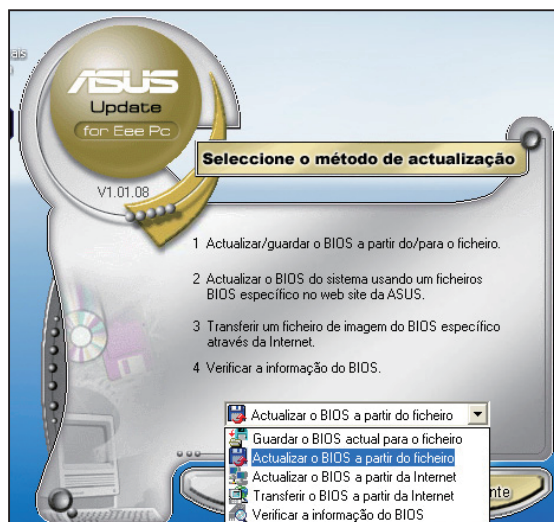 ASUS
Update
for Eee Pc
V1.01.08
Seleccione o método de actualização
1 Actualizar/guardar o BIOS a partir do/para o ficheiro.
2 Actualizar o BIOS do sistema usando um ficheiros
BIOS específico no web site da ASUS.
3 Transferir um ficheiro de imagem do BIOS específico
através da Internet.
4 Verificar a informação do BIOS.
Actualizar o BIOS a partir do ficheiro
Guardar o BIOS actual para o ficheiro
Actualizar o BIOS a partir do ficheiro
Actualizar o BIOS a partir da Internet
Transferir o BIOS a partir da Internet
Verificar a informação do BIOS